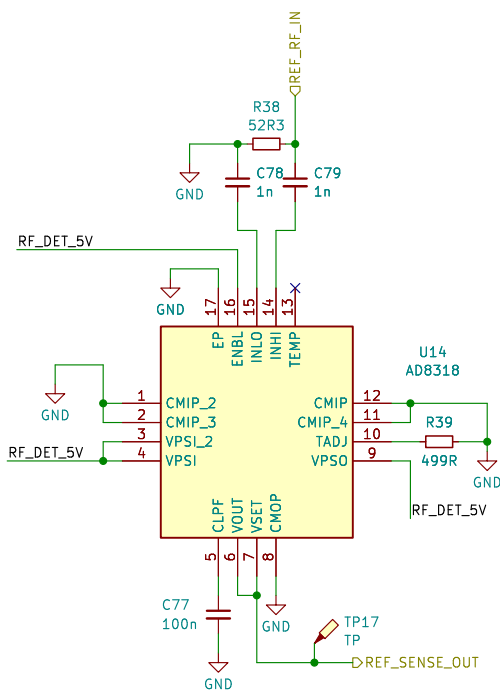 REF_RF_IN
R38
52R3
C78
1n
C79
1n
GND
RF_DET_5V
GND
17
16
15
14
13
EP
ENBL
INLO
INHI
TEMP
U14
AD8318
GND
1
CMIP_2
2
CMIP_3
3
VPSI_2
4
VPSI
RF_DET_5V
CMIP
12
CMIP_4
11
TADJ
10
VPSO
9
R39
499R
GND
RF_DET_5V
CLPF
VOUT
VSET
CMOP
5
6
7
8
C77
100n
GND
GND
TP17
TP
REF_SENSE_OUT